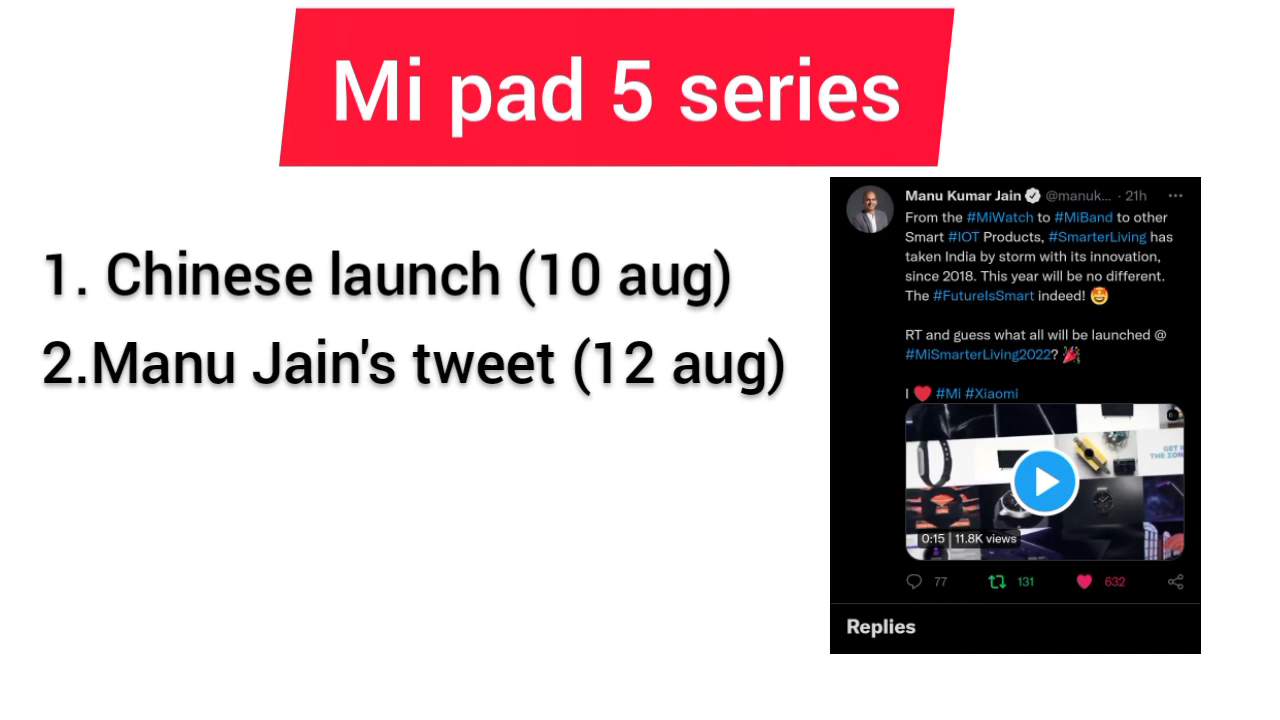 Mi pad 5 series
1. Chinese launch (10 aug)
2.Manu Jain's tweet (12 aug)
Manu Kumar Jain @manuk... · 21h
From the #MiWatch to #MiBand to other
Smart #IOT Products, #SmarterLiving has
taken India by storm with its innovation,
since 2018. This year will be no different.
The #FutureIsSmart indeed! 🤩
RT and guess what all will be launched @
#MiSmarterLiving2022? 🎉
I ❤️ #Mi #Xiaomi
GET I
THE ZON
0:15 | 11.8K views
77 131 632
Replies